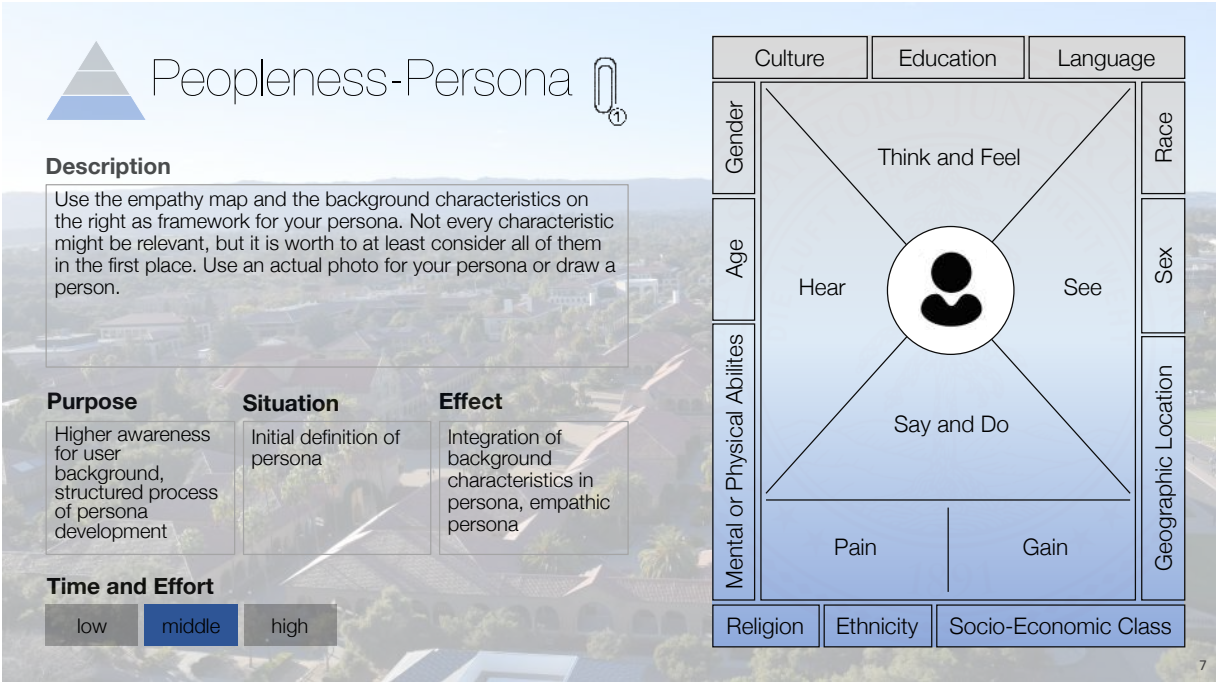 Peopleness-Persona
1
Description
Use the empathy map and the background characteristics on
the right as framework for your persona. Not every characteristic
might be relevant, but it is worth to at least consider all of them
in the first place. Use an actual photo for your persona or draw a
person.
Purpose
Higher awareness
for user
background,
structured process
of persona
development
Situation
Initial definition of
persona
Effect
Integration of
background
characteristics in
persona, empathic
persona
Time and Effort
low
middle
high
Culture
Education
Language
Gender
Age
Mental or Physical Abilites
Think and Feel
Hear
See
Say and Do
Pain
Gain
Race
Sex
Geographic Location
Religion
Ethnicity
Socio-Economic Class
7